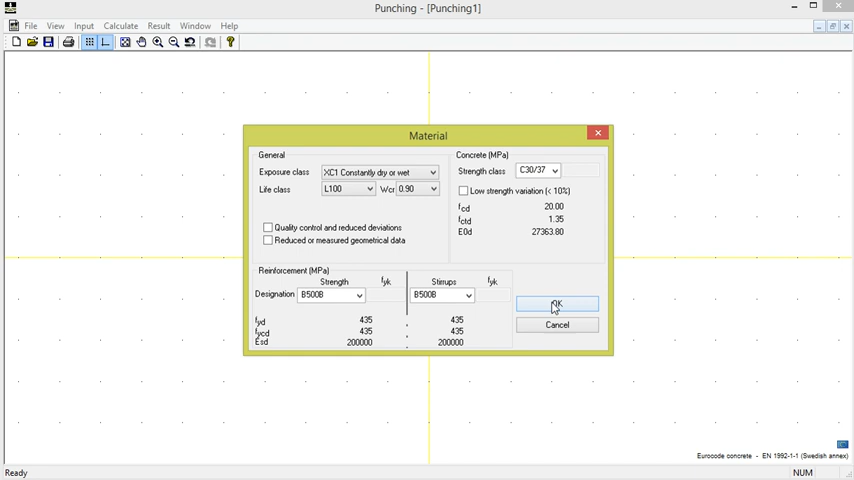 Punching - [Punching1]
File View Input Calculate Result Window Help
Material
General
Exposure class XC1 Constantly dry or wet
Life class L100 Wcr 0.90
Quality control and reduced deviations
Reduced or measured geometrical data
Concrete (MPa)
Strength class C30/37
Low strength variation (< 10%)
fcd 20.00
fctd 1.35
E0d 27363.80
Reinforcement (MPa)
Strength fyk Stirrups fyk
Designation B500B B500B
fyd 435 435
fycd 435 435
Esd 200000 200000
OK
Cancel
Eurocode concrete - EN 1992-1-1 (Swedish annex)
Ready NUM